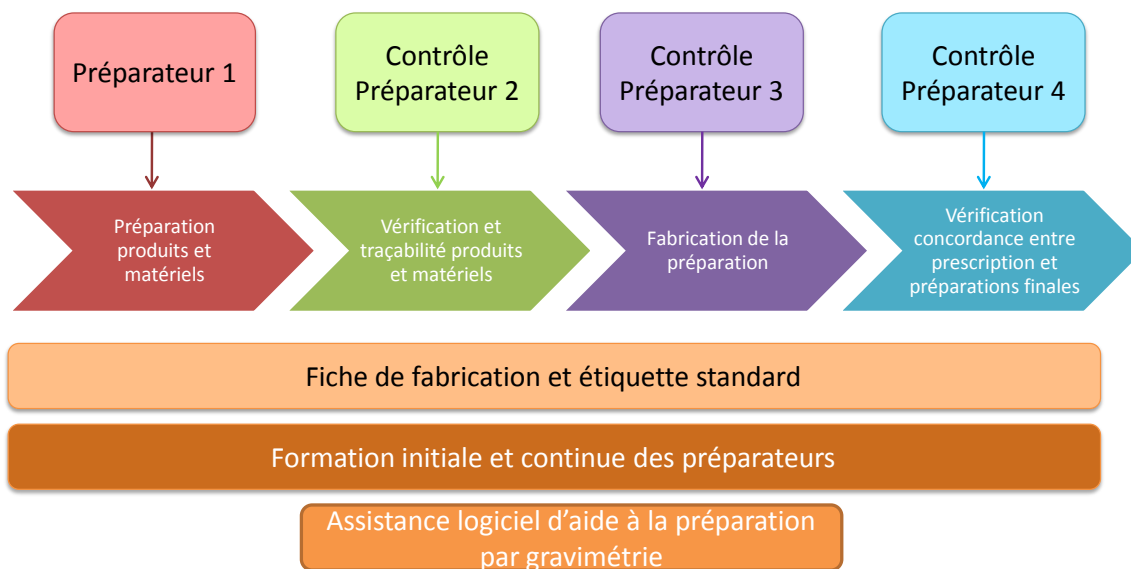 Préparateur 1
Contrôle
Préparateur 2
Contrôle
Préparateur 3
Contrôle
Préparateur 4
Préparation
produits et
matériels
Vérification et
traçabilité produits
et matériels
Fabrication de la
préparation
Vérification
concordance entre
prescription et
préparations finales
Fiche de fabrication et étiquette standard
Formation initiale et continue des préparateurs
Assistance logiciel d’aide à la préparation
par gravimétrie